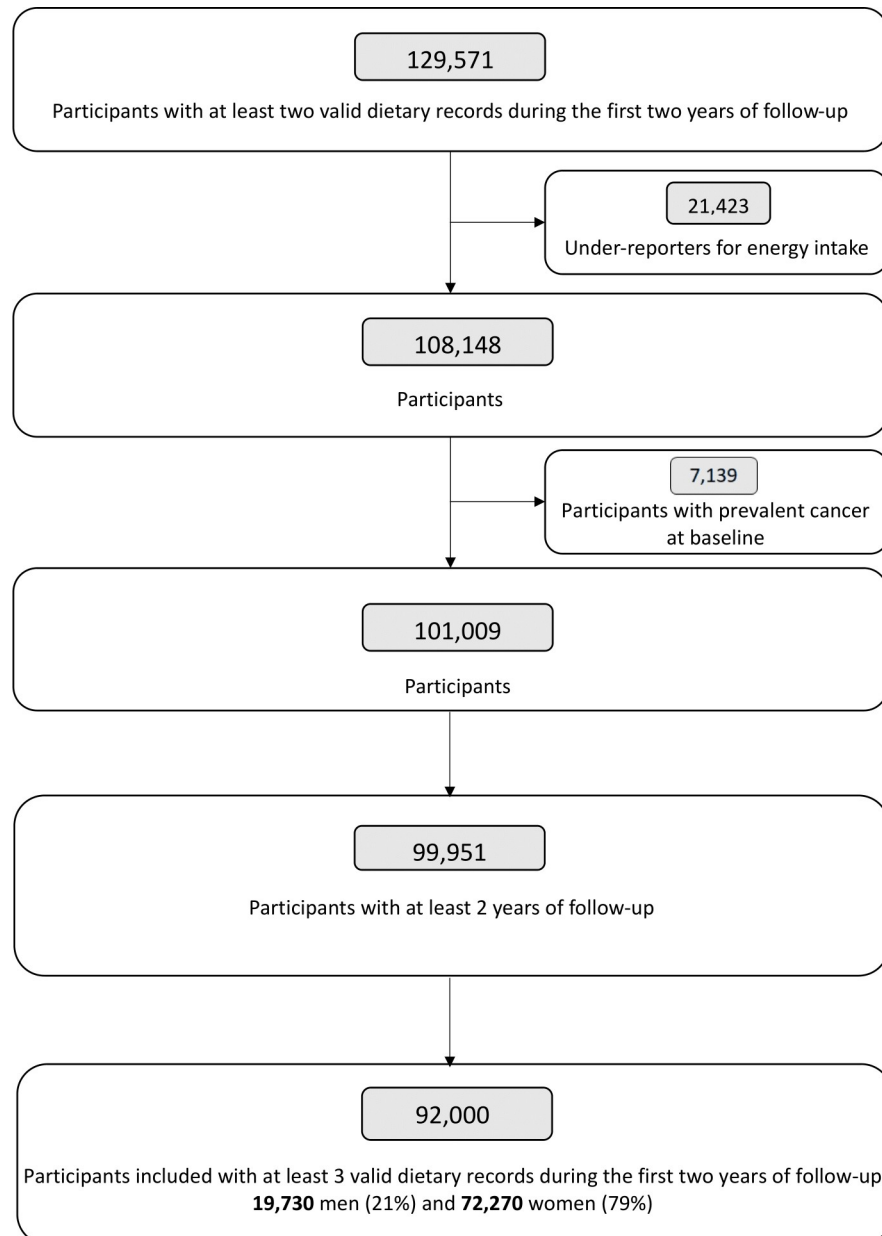 129,571
Participants with at least two valid dietary records during the first two years of follow-up
21,423
Under-reporters for energy intake
108,148
Participants
7,139
Participants with prevalent cancer
at baseline
101,009
Participants
99,951
Participants with at least 2 years of follow-up
92,000
Participants included with at least 3 valid dietary records during the first two years of follow-up
19,730 men (21%) and 72,270 women (79%)